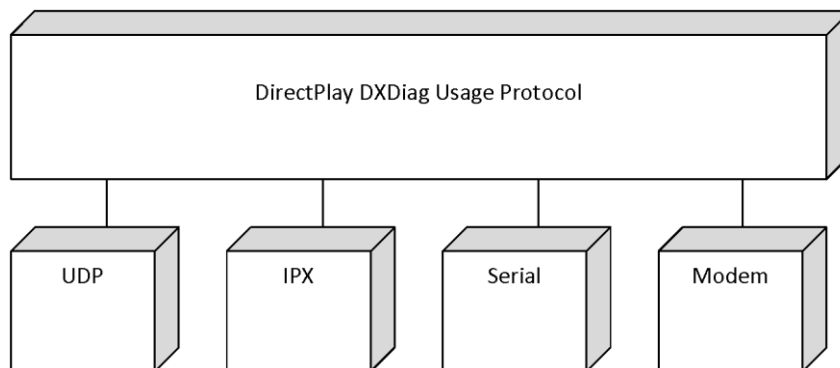 DirectPlay DXDiag Usage Protocol
UDP
IPX
Serial
Modem